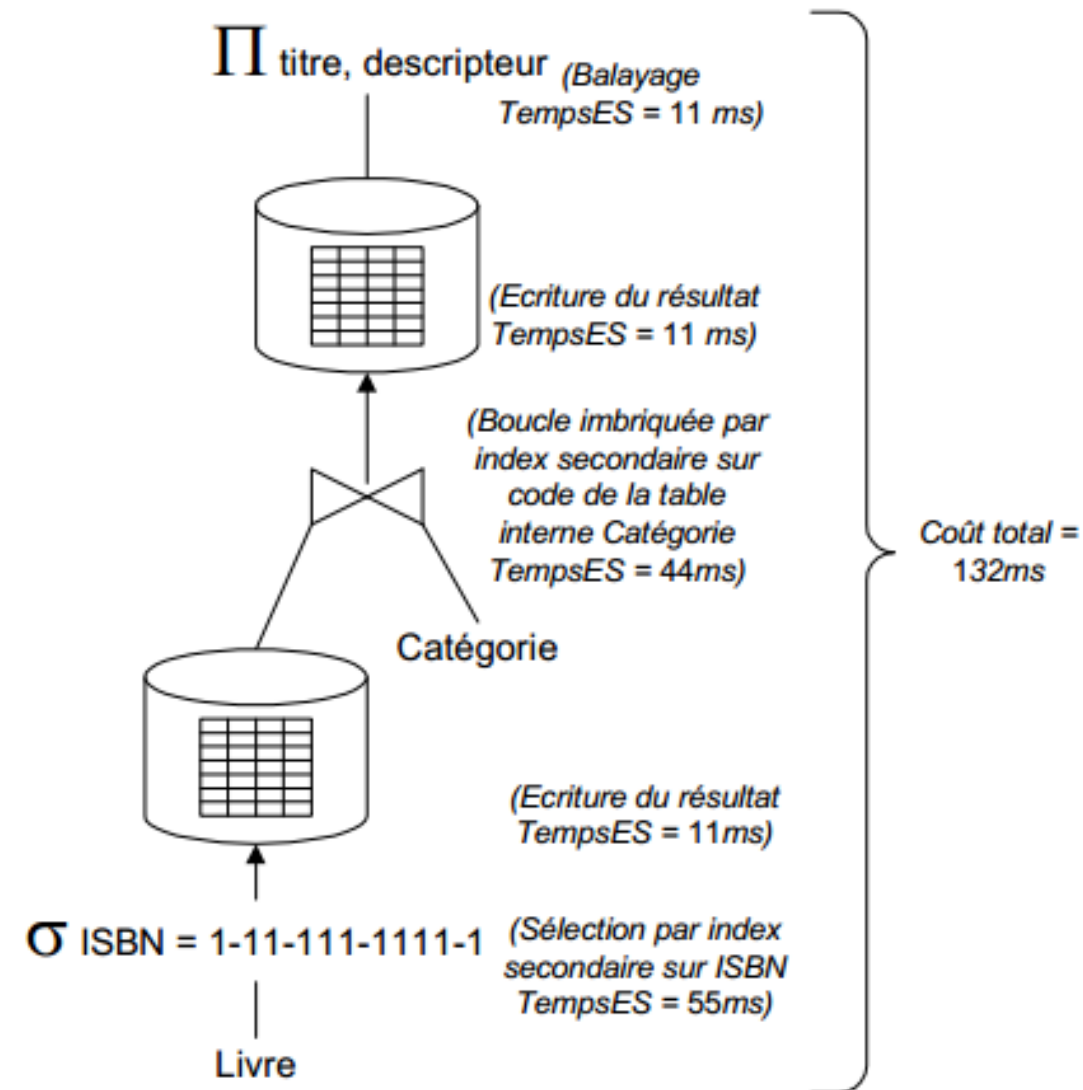 Π titre, descripteur (Balayage
TempsES = 11 ms)
(Ecriture du résultat
TempsES = 11 ms)
(Boucle imbriquée par
index secondaire sur
code de la table
interne Catégorie
TempsES = 44ms)
Coût total =
132ms
Catégorie
(Ecriture du résultat
TempsES = 11ms)
σ ISBN = 1-11-111-1111-1 (Sélection par index
secondaire sur ISBN
TempsES = 55ms)
Livre